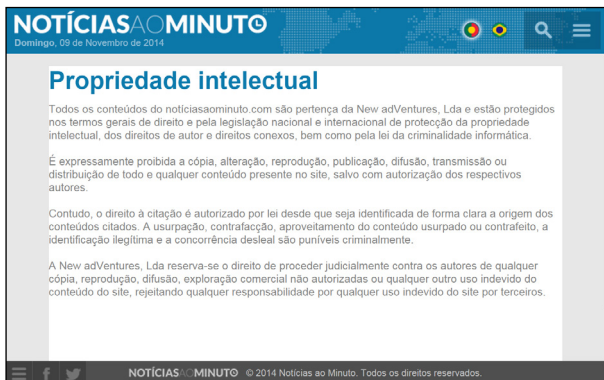 NOTÍCIASAOMINUTO
Domingo, 09 de Novembro de 2014
Propriedade intelectual
Todos os conteúdos do noticiasaominuto.com são pertença da New adVentures, Lda e estão protegidos
nos termos gerais de direito e pela legislação nacional e internacional de protecção da propriedade
intelectual, dos direitos de autor e direitos conexos, bem como pela lei da criminalidade informática.
É expressamente proibida a cópia, alteração, reprodução, publicação, difusão, transmissão ou
distribuição de todo e qualquer conteúdo presente no site, salvo com autorização dos respectivos
autores.
Contudo, o direito à citação é autorizado por lei desde que seja identificada de forma clara a origem dos
conteúdos citados. A usurpação, contrafacção, aproveitamento do conteúdo usurpado ou contrafeito, a
identificação ilegítima e a concorrência desleal são puníveis criminalmente.
A New adVentures, Lda reserva-se o direito de proceder judicialmente contra os autores de qualquer
cópia, reprodução, difusão, exploração comercial não autorizadas ou qualquer outro uso indevido do
conteúdo do site, rejeitando qualquer responsabilidade por qualquer uso indevido do site por terceiros.
NOTÍCIASAOMINUTO © 2014 Notícias ao Minuto. Todos os direitos reservados.